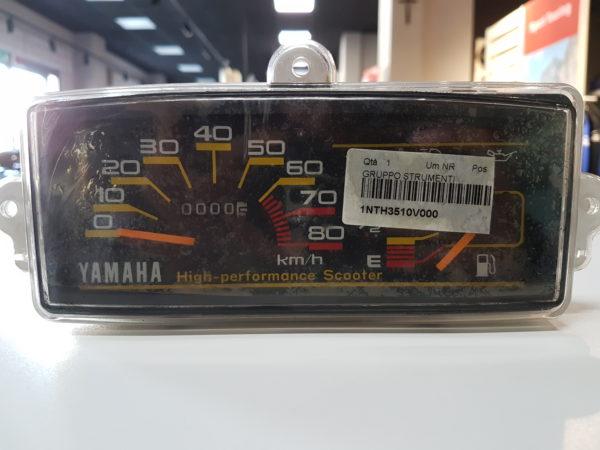 40
30
50
20
60
10
70
0
80
0000
km/h
YAMAHA
High-performance Scooter
Qtà 1 Um NR Pos
GRUPPO STRUMENTI
1NTH3510V000
E